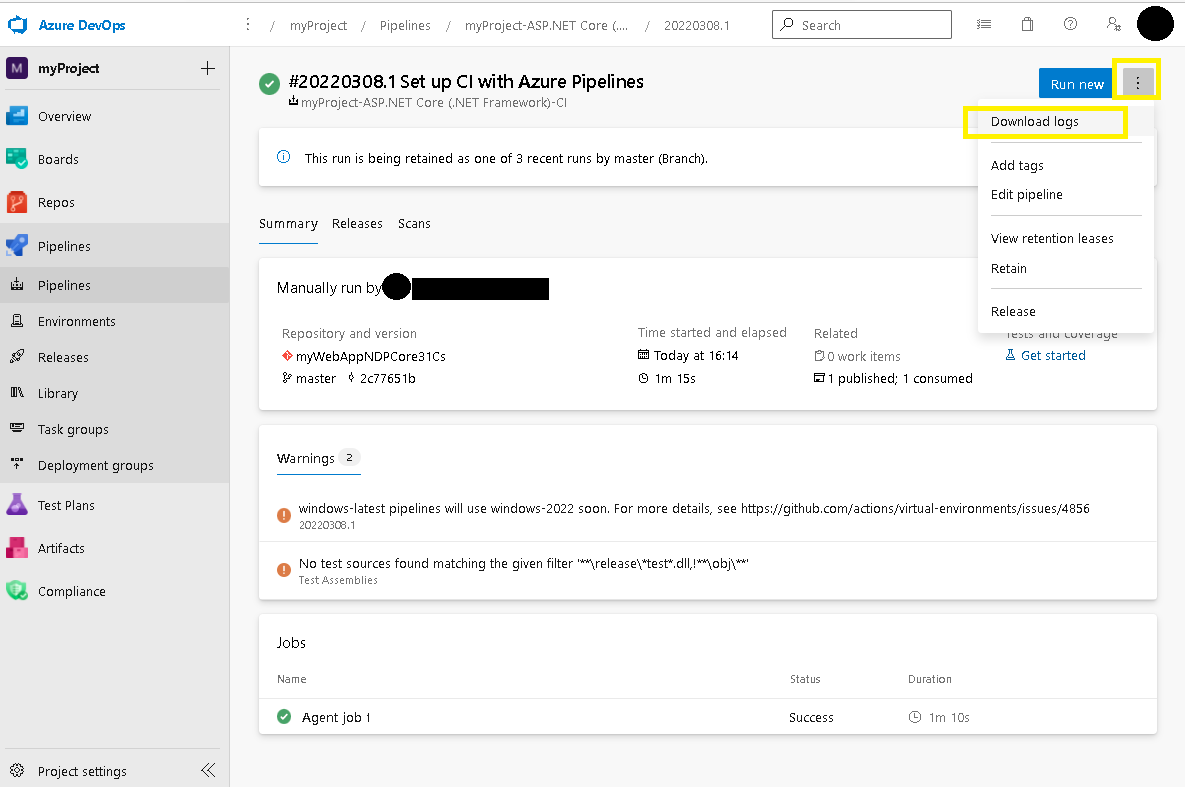 Azure DevOps
/ myProject / Pipelines / myProject-ASP.NET Core (.... / 20220308.1
Search
M myProject
Overview
Boards
Repos
Pipelines
Pipelines
Environments
Releases
Library
Task groups
Deployment groups
Test Plans
Artifacts
Compliance
Project settings
#20220308.1 Set up CI with Azure Pipelines
myProject-ASP.NET Core (.NET Framework)-CI
Run new
Download logs
Add tags
Edit pipeline
View retention leases
Retain
Release
This run is being retained as one of 3 recent runs by master (Branch).
Summary Releases Scans
Manually run by
Repository and version
myWebAppNDPCore31Cs
master 2c77651b
Time started and elapsed
Today at 16:14
1m 15s
Related
0 work items
1 published; 1 consumed
Tests and coverage
Get started
Warnings 2
windows-latest pipelines will use windows-2022 soon. For more details, see https://github.com/actions/virtual-environments/issues/4856
20220308.1
No test sources found matching the given filter '**\release\*test*.dll,!**\obj\**'
Test Assemblies
Jobs
Name Status Duration
Agent job 1 Success 1m 10s